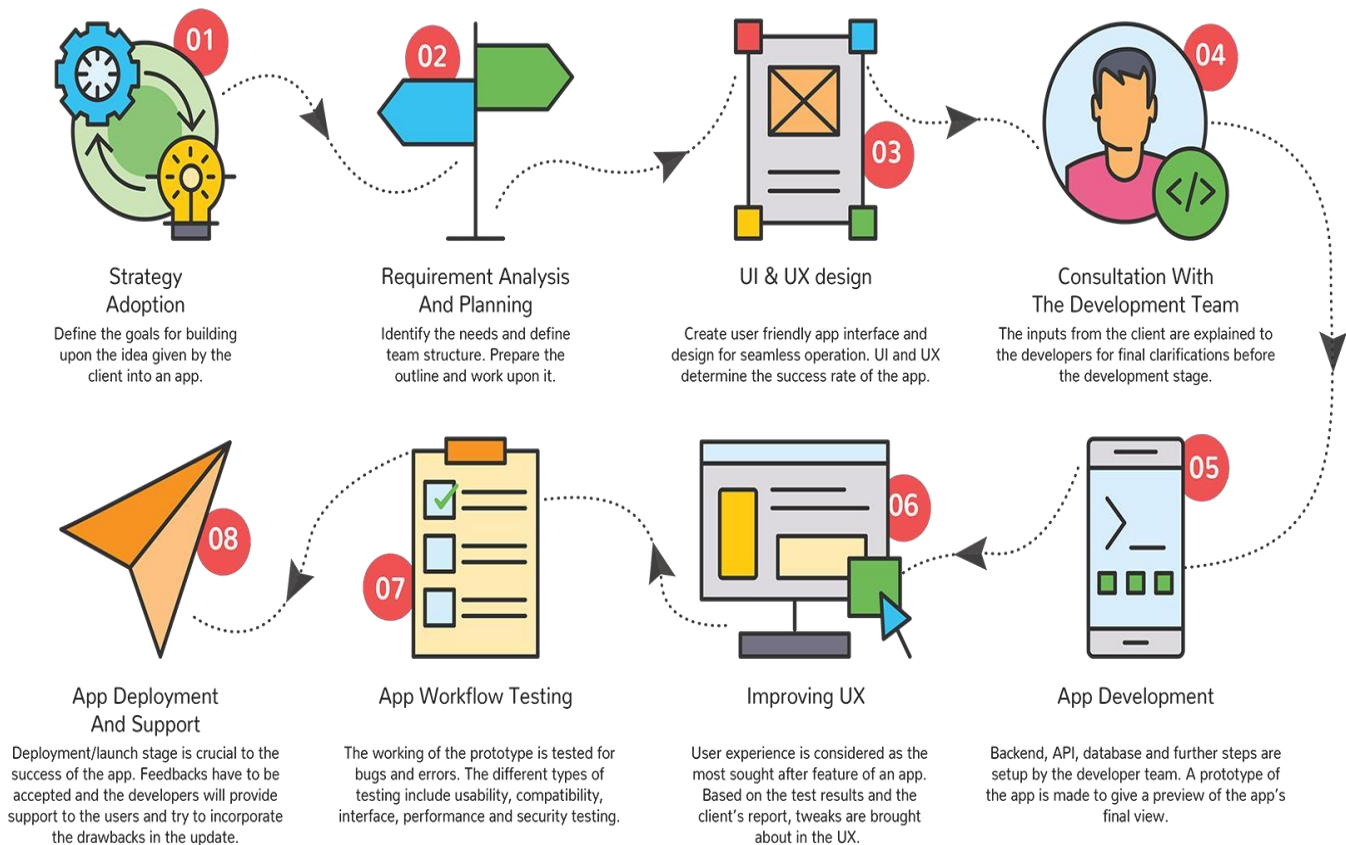 01
Strategy
Adoption
Define the goals for building
upon the idea given by the
client into an app.
02
Requirement Analysis
And Planning
Identify the needs and define
team structure. Prepare the
outline and work upon it.
03
UI & UX design
Create user friendly app interface and
design for seamless operation. UI and UX
determine the success rate of the app.
04
</>
Consultation With
The Development Team
The inputs from the client are explained to
the developers for final clarifications before
the development stage.
05
App Development
Backend, API, database and further steps are
setup by the developer team. A prototype of
the app is made to give a preview of the app's
final view.
06
Improving UX
User experience is considered as the
most sought after feature of an app.
Based on the test results and the
client's report, tweaks are brought
about in the UX.
07
App Workflow Testing
The working of the prototype is tested for
bugs and errors. The different types of
testing include usability, compatibility,
interface, performance and security testing.
08
App Deployment
And Support
Deployment/launch stage is crucial to the
success of the app. Feedbacks have to be
accepted and the developers will provide
support to the users and try to incorporate
the drawbacks in the update.